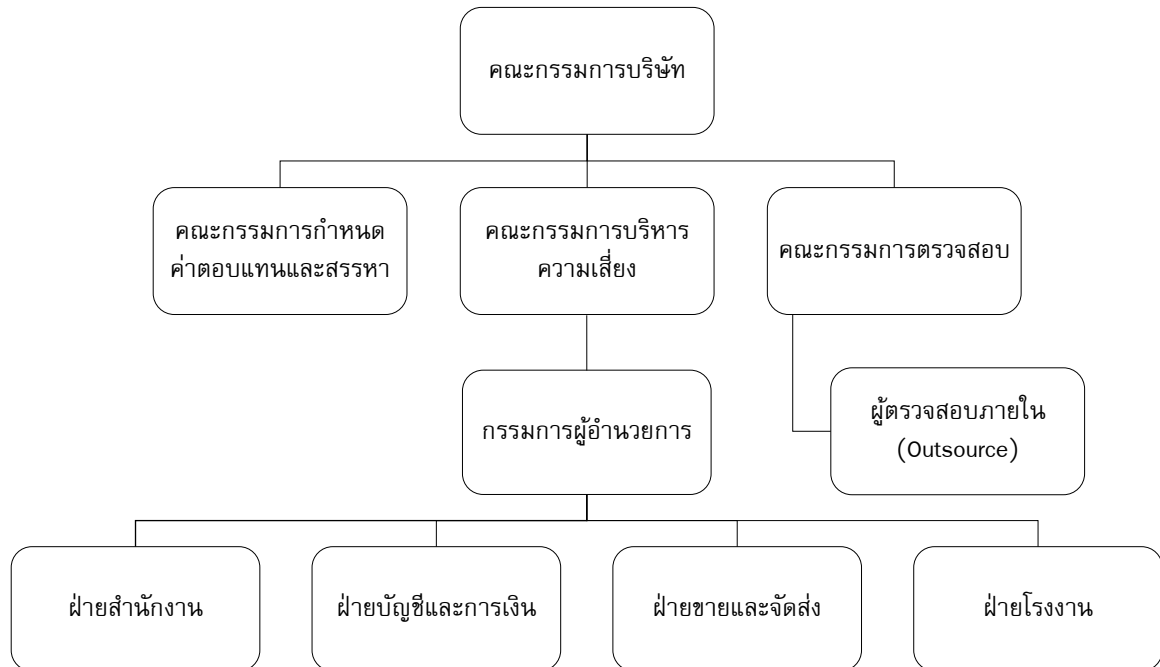 คณะกรรมการบริษัท
คณะกรรมการกำหนด
ค่าตอบแทนและสรรหา
คณะกรรมการบริหาร
ความเสี่ยง
คณะกรรมการตรวจสอบ
กรรมการผู้อำนวยการ
ผู้ตรวจสอบภายใน
(Outsource)
ฝ่ายสำนักงาน
ฝ่ายบัญชีและการเงิน
ฝ่ายขายและจัดส่ง
ฝ่ายโรงงาน